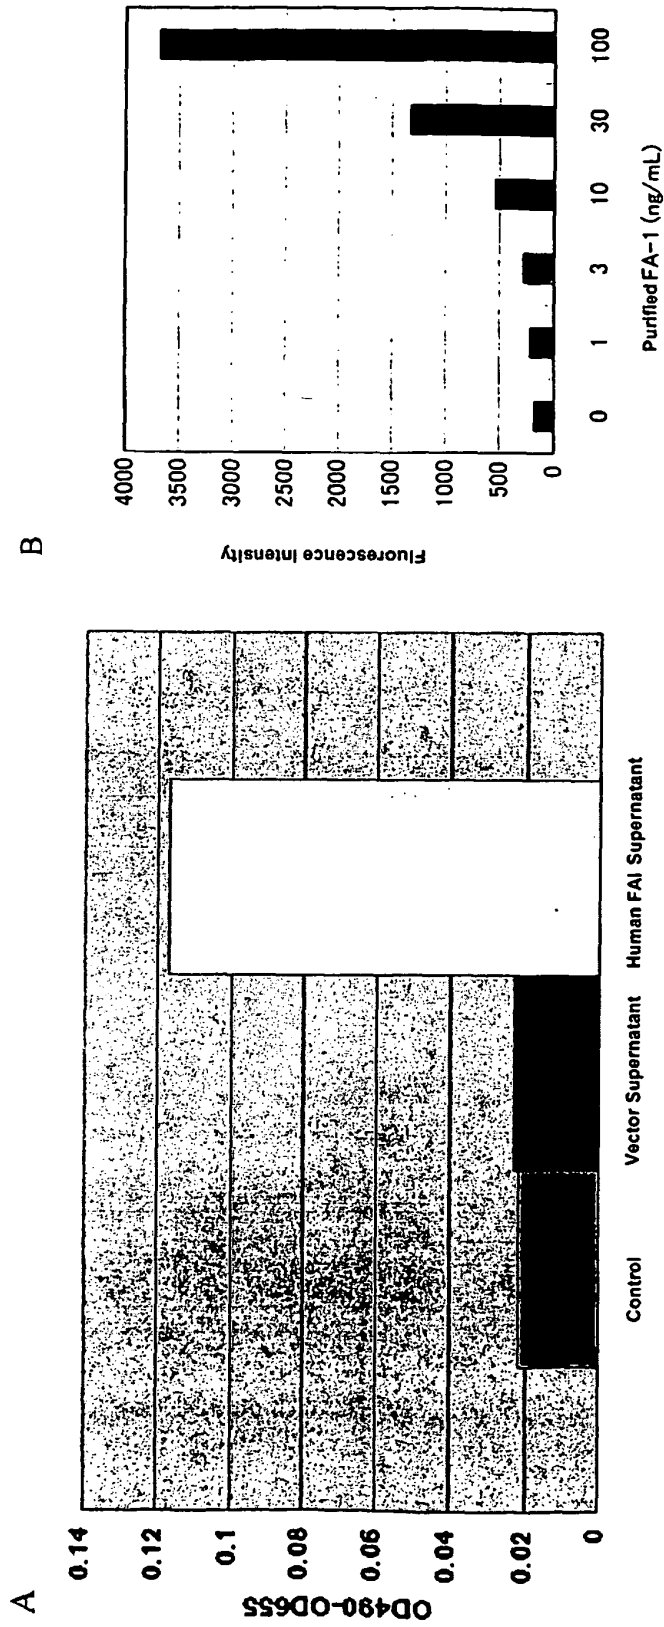 A
OD490-OD655
0.14
0.12
0.1
0.08
0.06
0.04
0.02
0
Control
Vector Supernatant
Human FAI Supernatant
B
Fluorescence Intensity
4000
3500
3000
2500
2000
1500
1000
500
0
0 1 3 10 30 100
Purified FA-1 (ng/mL)